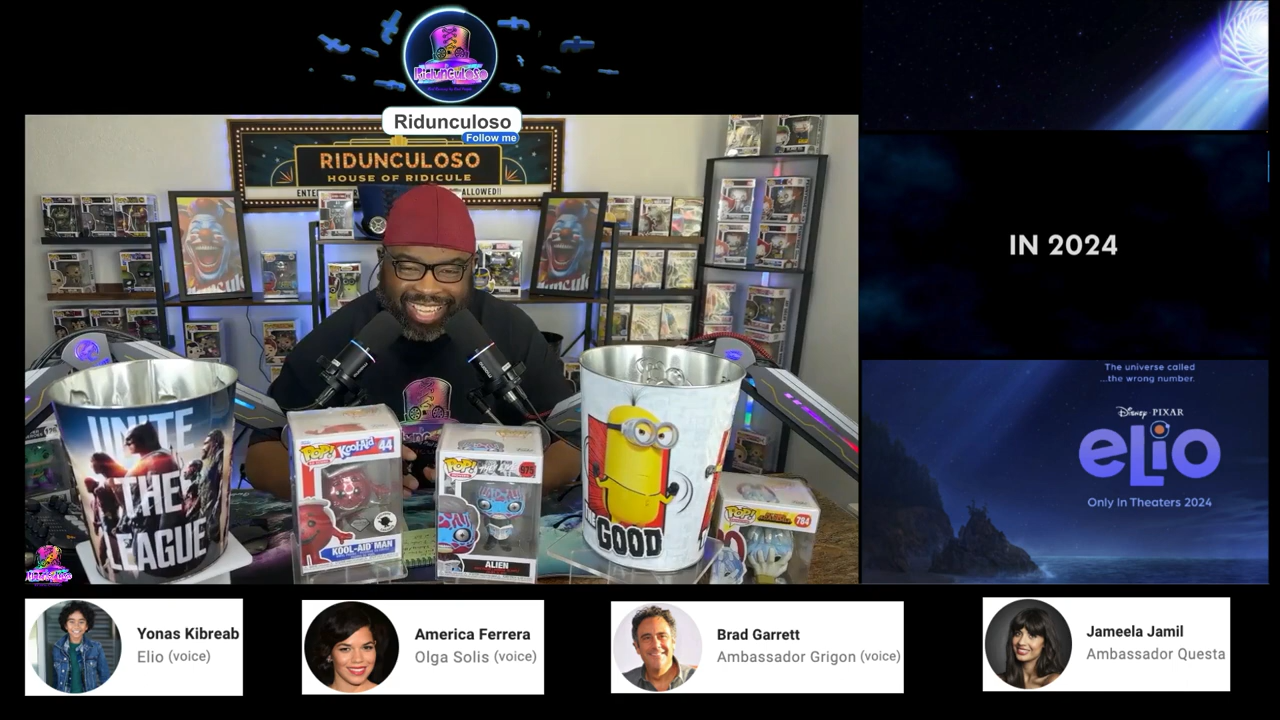 RIDUNCULOSO
Ridunculoso
Follow me
RIDUNCULOSO
HOUSE OF RIDICULE
ALLOWED!!
IN 2024
The universe called
...the wrong number.
Disney · PIXAR
eLio
Only In Theaters 2024
UNITE
THE
LEAGUE
POP!
Kool-Aid
44
KOOL-AID MAN
POP!
975
ALIEN
GOOD
POP!
784
Yonas Kibreab
Elio (voice)
America Ferrera
Olga Solis (voice)
Brad Garrett
Ambassador Grigon (voice)
Jameela Jamil
Ambassador Questa